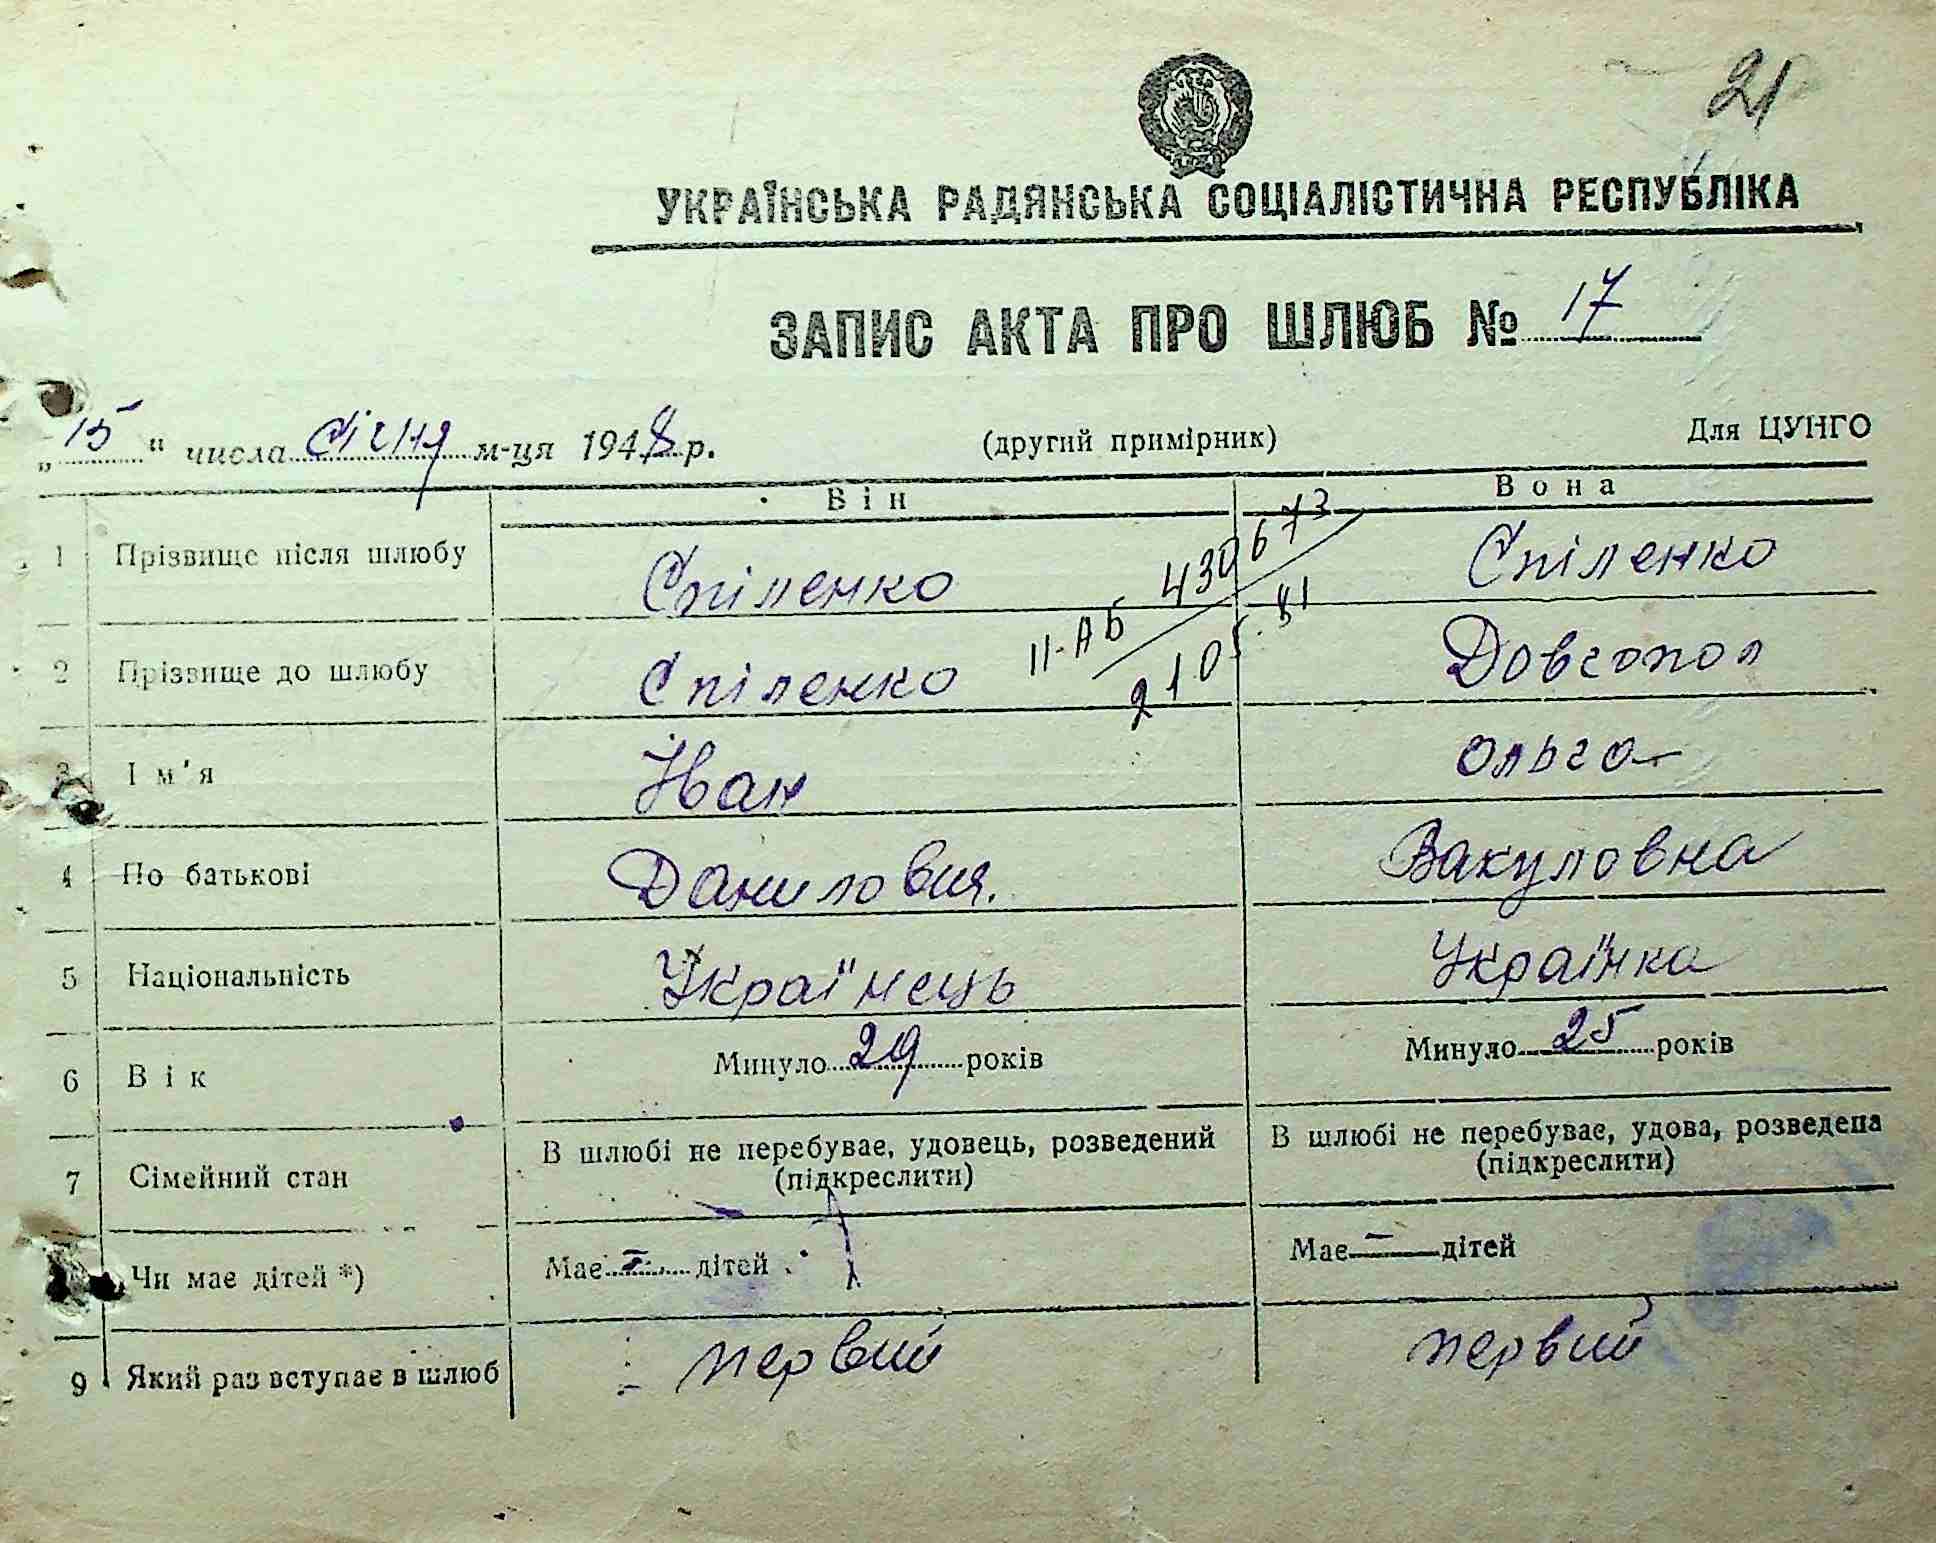 21
УКРАЇНСЬКА РАДЯНСЬКА СОЦІАЛІСТИЧНА РЕСПУБЛІКА
ЗАПИС АКТА ПРО ШЛЮБ № 17
„15“ числа Січня м-ця 1948 р. (другий примірник) Для ЦУНГО
Він Вона
1 Прізвище після шлюбу Спіленко Спіленко
II-АБ 430673
21 05. 81
2 Прізвище до шлюбу Спіленко Довгопол
3 Ім'я Іван Ольга
4 По батькові Данилович. Вакуловна
5 Національність Українець Українка
6 Вік Минуло 29 років Минуло 25 років
7 Сімейний стан В шлюбі не перебуває, удовець, розведений (підкреслити) В шлюбі не перебуває, удова, розведена (підкреслити)
Чи має дітей *) Має - дітей Має - дітей
9 Який раз вступає в шлюб первий первий